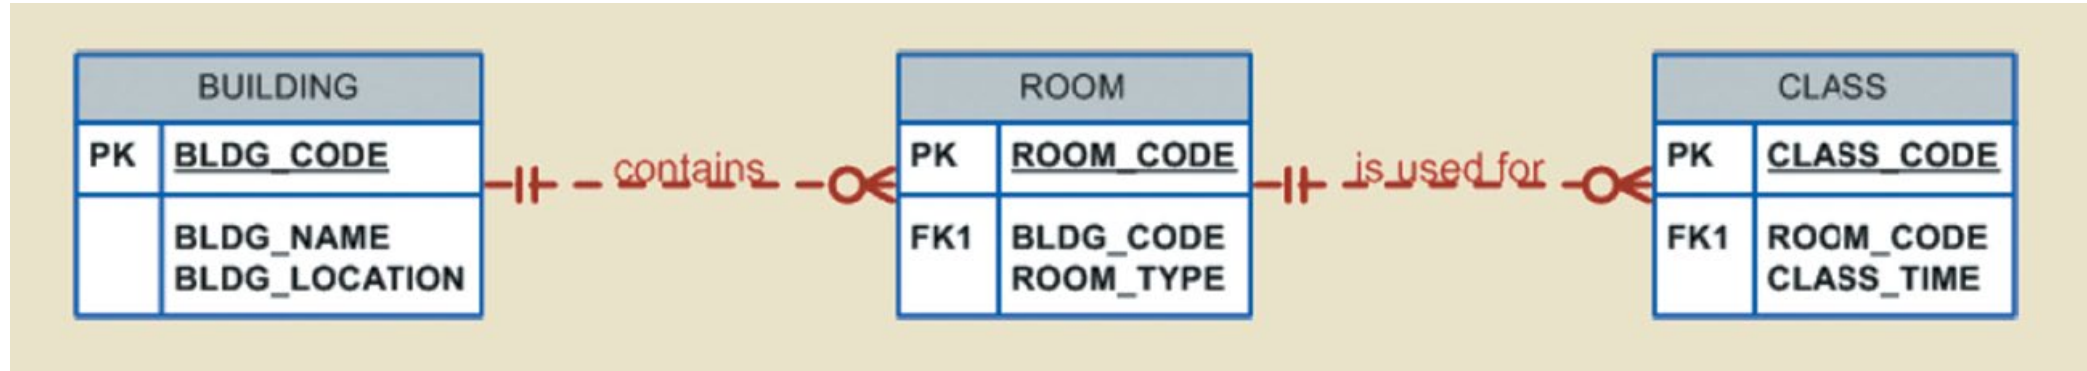 BUILDING
PK BLDG_CODE
BLDG_NAME
BLDG_LOCATION
contains
ROOM
PK ROOM_CODE
FK1 BLDG_CODE
ROOM_TYPE
is used for
CLASS
PK CLASS_CODE
FK1 ROOM_CODE
CLASS_TIME